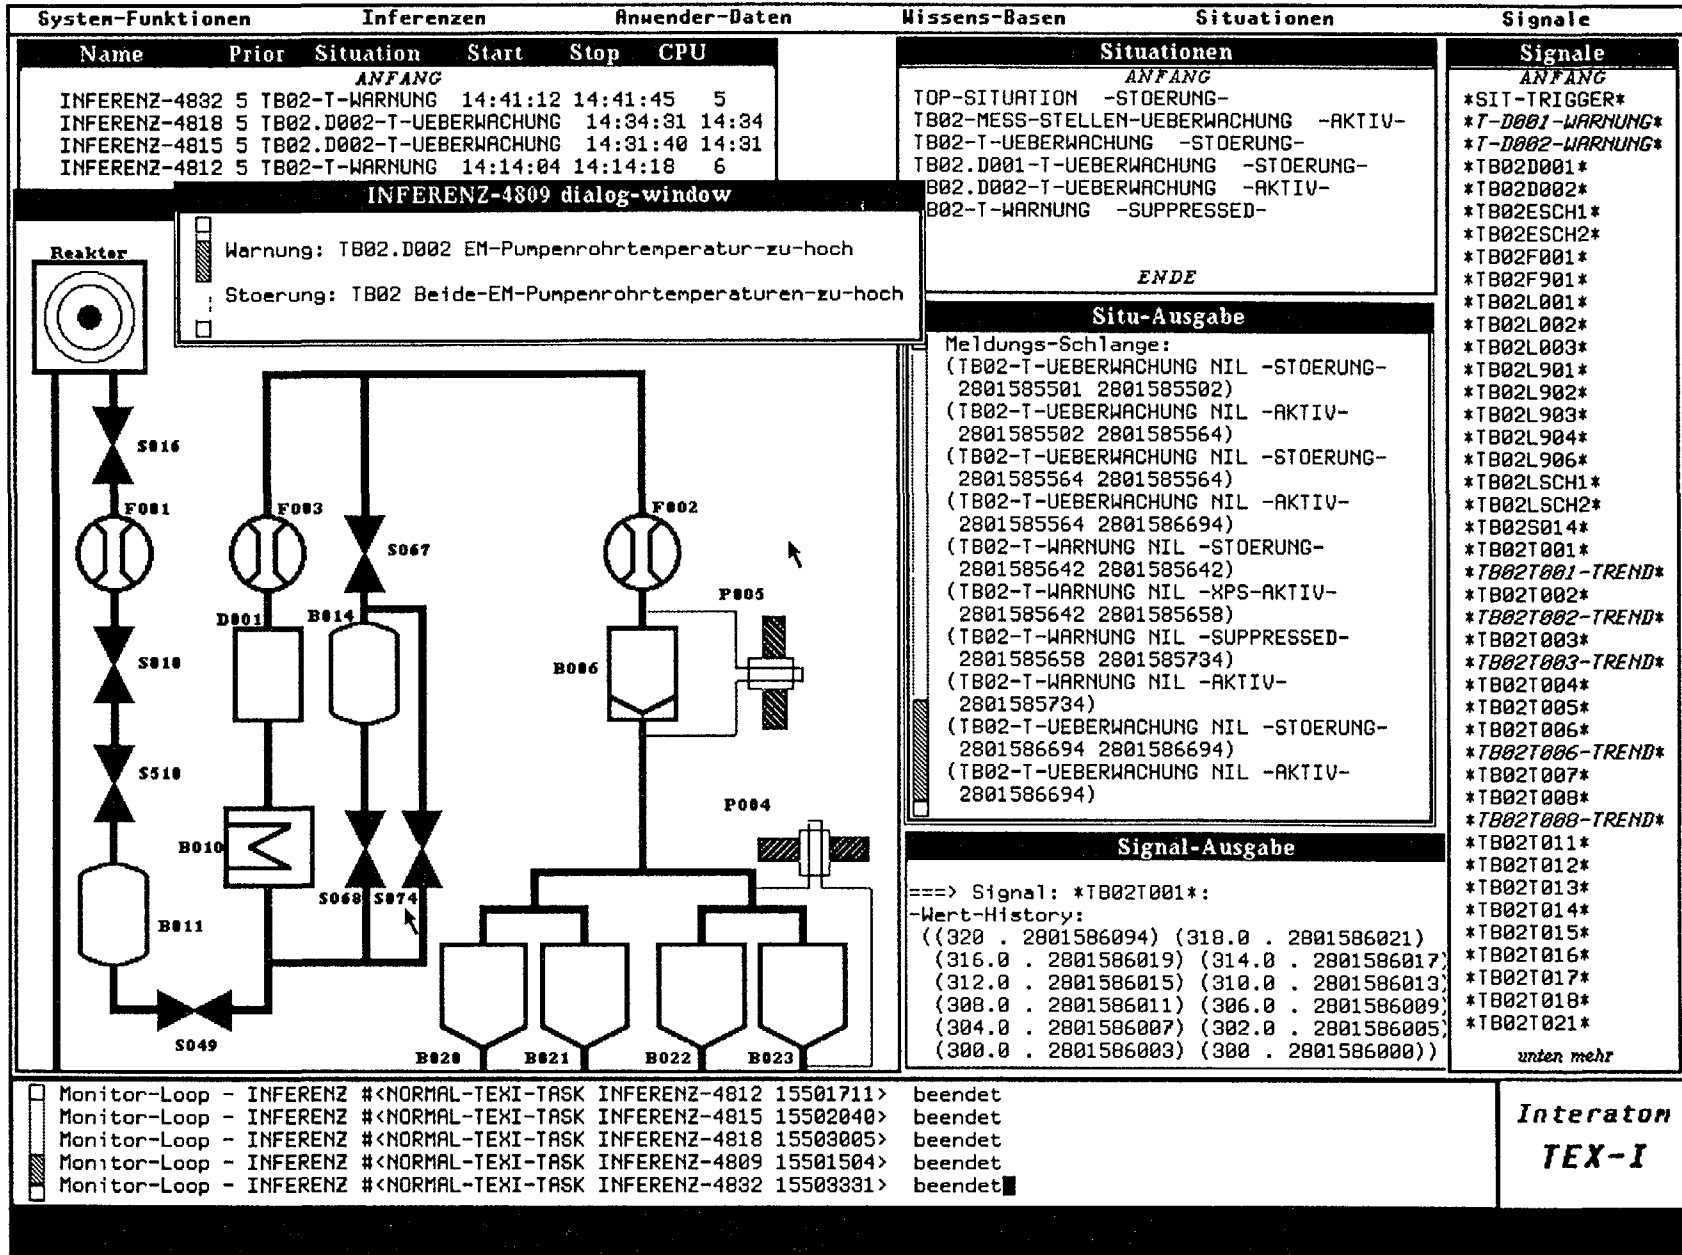 System-Funktionen Inferenzen Anwender-Daten Wissens-Basen Situationen Signale
Name Prior Situation Start Stop CPU
ANFANG
INFERENZ-4832 5 TB02-T-WARNUNG 14:41:12 14:41:45 5
INFERENZ-4818 5 TB02.D002-T-UEBERWACHUNG 14:34:31 14:34
INFERENZ-4815 5 TB02.D002-T-UEBERWACHUNG 14:31:40 14:31
INFERENZ-4812 5 TB02-T-WARNUNG 14:14:04 14:14:18 6
INFERENZ-4809 dialog-window
Warnung: TB02.D002 EM-Pumpenrohrtemperatur-zu-hoch
Stoerung: TB02 Beide-EM-Pumpenrohrtemperaturen-zu-hoch
Reaktor
S016
F001
F003
F002
S067
P005
D001
B014
S010
B006
S510
P004
B010
S068
S074
B011
S049
B020
B021
B022
B023
Situationen
ANFANG
TOP-SITUATION -STOERUNG-
TB02-MESS-STELLEN-UEBERWACHUNG -AKTIV-
TB02-T-UEBERWACHUNG -STOERUNG-
TB02.D001-T-UEBERWACHUNG -STOERUNG-
B02.D002-T-UEBERWACHUNG -AKTIV-
B02-T-WARNUNG -SUPPRESSED-
ENDE
Situ-Ausgabe
Meldungs-Schlange:
(TB02-T-UEBERWACHUNG NIL -STOERUNG-
2801585501 2801585502)
(TB02-T-UEBERWACHUNG NIL -AKTIV-
2801585502 2801585564)
(TB02-T-UEBERWACHUNG NIL -STOERUNG-
2801585564 2801585564)
(TB02-T-UEBERWACHUNG NIL -AKTIV-
2801585564 2801586694)
(TB02-T-WARNUNG NIL -STOERUNG-
2801585642 2801585642)
(TB02-T-WARNUNG NIL -XPS-AKTIV-
2801585642 2801585658)
(TB02-T-WARNUNG NIL -SUPPRESSED-
2801585658 2801585734)
(TB02-T-WARNUNG NIL -AKTIV-
2801585734)
(TB02-T-UEBERWACHUNG NIL -STOERUNG-
2801586694 2801586694)
(TB02-T-UEBERWACHUNG NIL -AKTIV-
2801586694)
Signal-Ausgabe
===> Signal: *TB02T001*:
-Wert-History:
((320 . 2801586094) (318.0 . 2801586021)
(316.0 . 2801586019) (314.0 . 2801586017)
(312.0 . 2801586015) (310.0 . 2801586013)
(308.0 . 2801586011) (306.0 . 2801586009)
(304.0 . 2801586007) (302.0 . 2801586005)
(300.0 . 2801586003) (300 . 2801586000))
Signale
ANFANG
*SIT-TRIGGER*
*T-D001-WARNUNG*
*T-D002-WARNUNG*
*TB02D001*
*TB02D002*
*TB02ESCH1*
*TB02ESCH2*
*TB02F001*
*TB02F901*
*TB02L001*
*TB02L002*
*TB02L003*
*TB02L901*
*TB02L902*
*TB02L903*
*TB02L904*
*TB02L906*
*TB02LSCH1*
*TB02LSCH2*
*TB02S014*
*TB02T001*
*TB02T001-TREND*
*TB02T002*
*TB02T002-TREND*
*TB02T003*
*TB02T003-TREND*
*TB02T004*
*TB02T005*
*TB02T006*
*TB02T006-TREND*
*TB02T007*
*TB02T008*
*TB02T008-TREND*
*TB02T011*
*TB02T012*
*TB02T013*
*TB02T014*
*TB02T015*
*TB02T016*
*TB02T017*
*TB02T018*
*TB02T021*
unten mehr
Monitor-Loop - INFERENZ #<NORMAL-TEXI-TASK INFERENZ-4812 15501711> beendet
Monitor-Loop - INFERENZ #<NORMAL-TEXI-TASK INFERENZ-4815 15502040> beendet
Monitor-Loop - INFERENZ #<NORMAL-TEXI-TASK INFERENZ-4818 15503005> beendet
Monitor-Loop - INFERENZ #<NORMAL-TEXI-TASK INFERENZ-4809 15501504> beendet
Monitor-Loop - INFERENZ #<NORMAL-TEXI-TASK INFERENZ-4832 15503331> beendet
Interatom
TEX-I